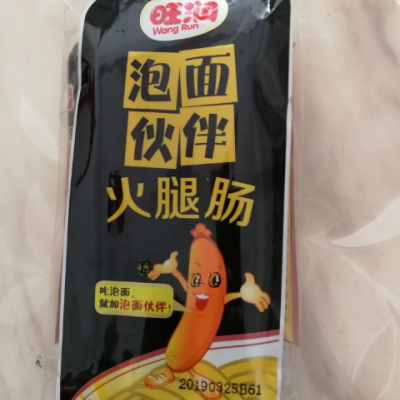 旺润
Wang Run
泡面
伙伴
火腿肠
吃泡面，
就加泡面伙伴！
20190325B61